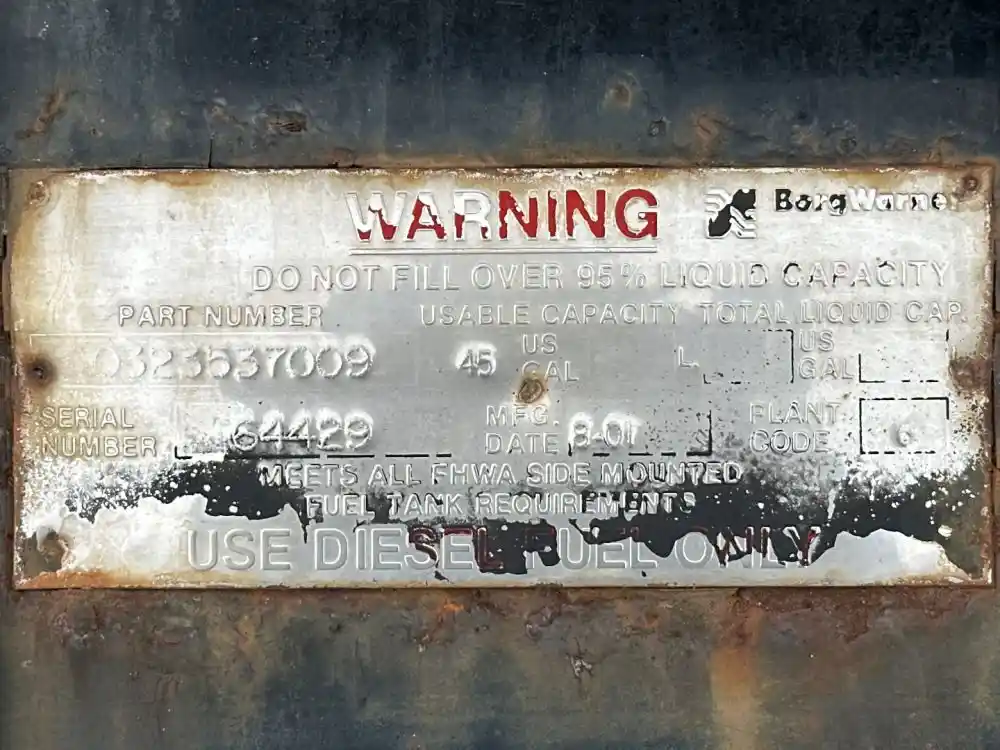 WARNING
BorgWarner
DO NOT FILL OVER 95% LIQUID CAPACITY
PART NUMBER USABLE CAPACITY TOTAL LIQUID CAP.
0323537009 45 US GAL L US GAL
SERIAL NUMBER 64429 MFG. DATE 8-01 PLANT CODE 6
MEETS ALL FHWA SIDE MOUNTED
FUEL TANK REQUIREMENTS
USE DIESEL FUEL ONLY